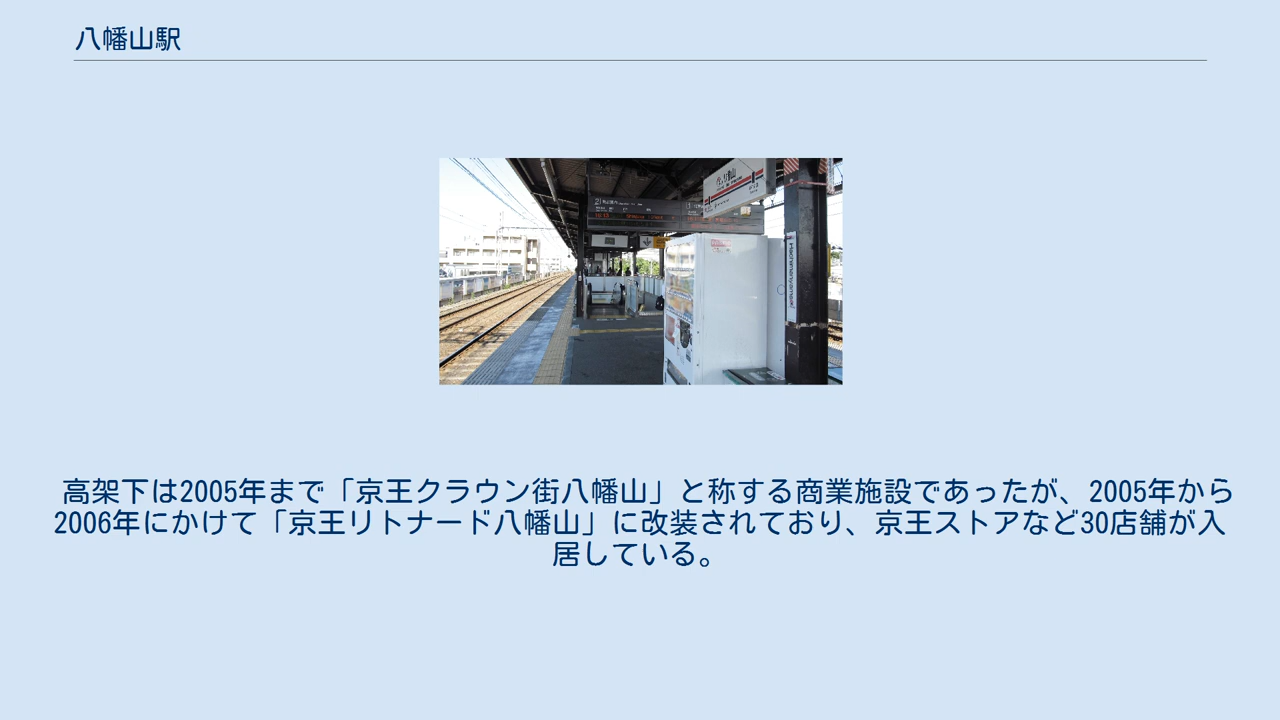 八幡山駅
Hachimanyama
高架下は2005年まで「京王クラウン街八幡山」と称する商業施設であったが、2005年から
2006年にかけて「京王リトナード八幡山」に改装されており、京王ストアなど30店舗が入
居している。